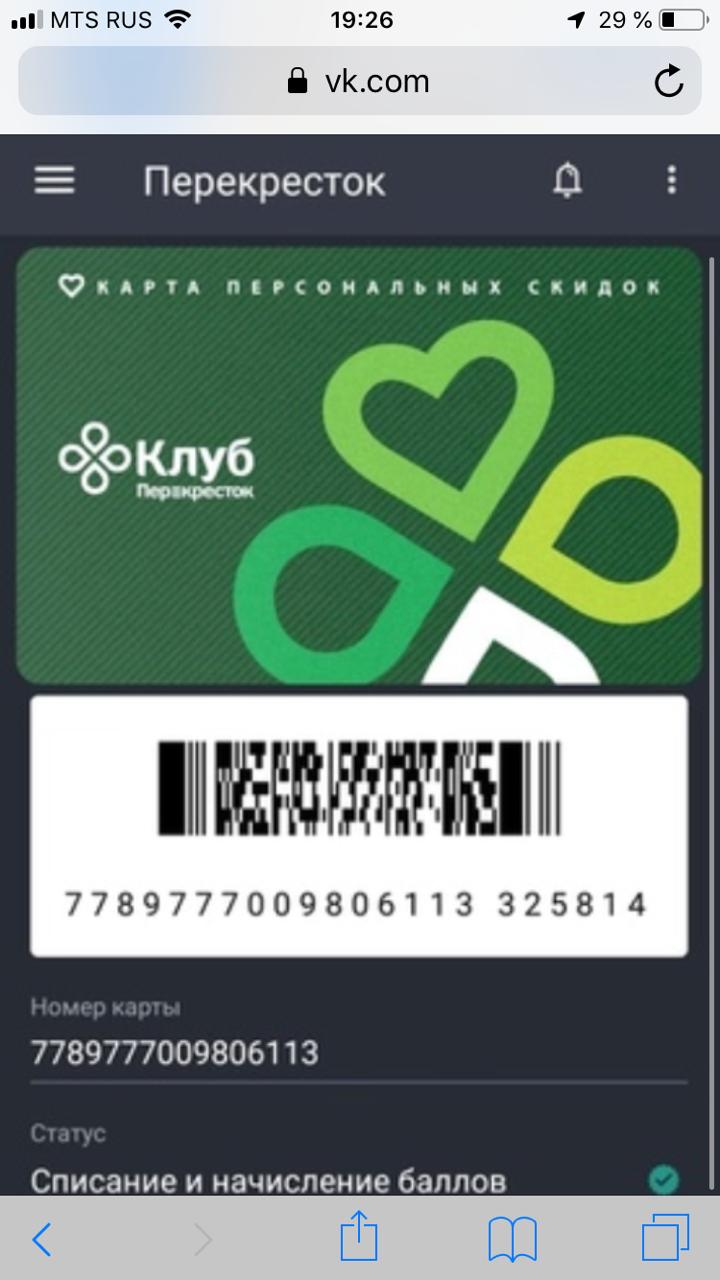 MTS RUS 19:26 29 %
vk.com
Перекресток
КАРТА ПЕРСОНАЛЬНЫХ СКИДОК
Клуб
Перекресток
7789777009806113 325814
Номер карты
7789777009806113
Статус
Списание и начисление баллов